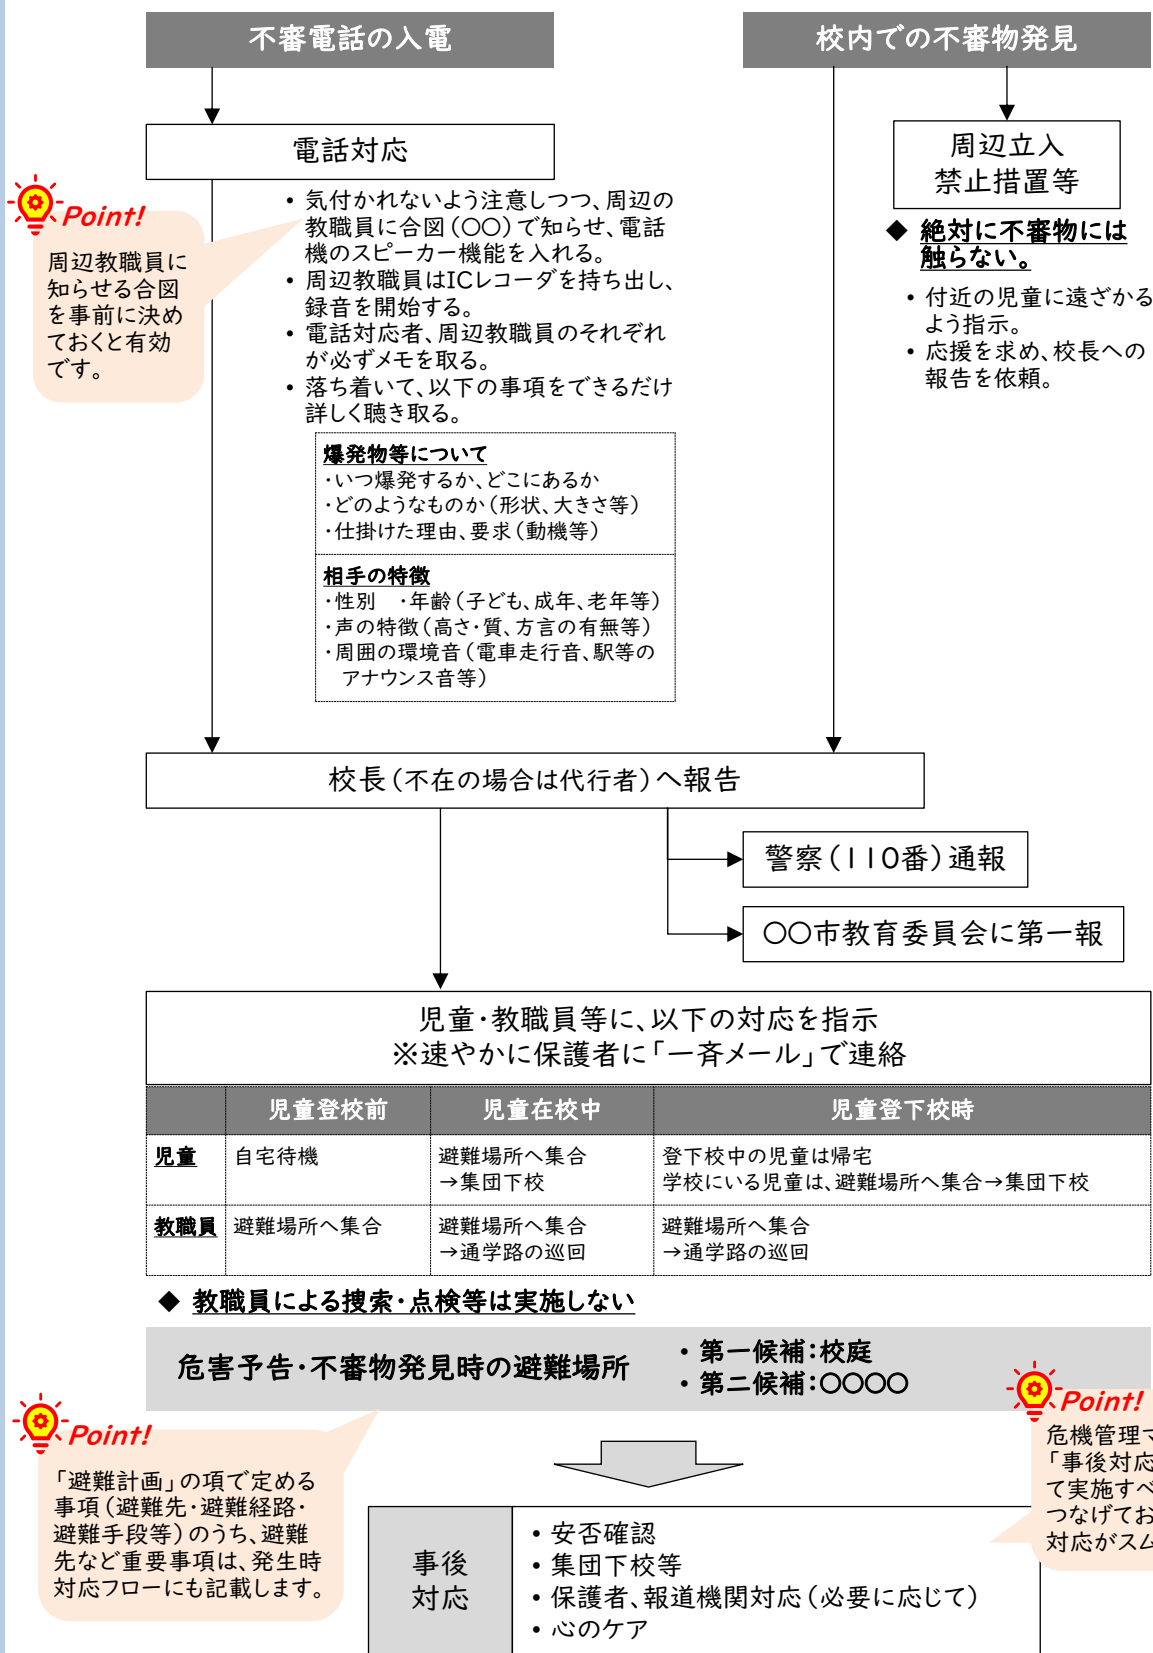 不審電話の入電
校内での不審物発見
電話対応
周辺立入
禁止措置等
Point!
周辺教職員に
知らせる合図
を事前に決め
ておくと有効
です。
• 気付かれないよう注意しつつ、周辺の
教職員に合図（○○）で知らせ、電話
機のスピーカー機能を入れる。
• 周辺教職員はICレコーダを持ち出し、
録音を開始する。
• 電話対応者、周辺教職員のそれぞれ
が必ずメモを取る。
• 落ち着いて、以下の事項をできるだけ
詳しく聴き取る。
爆発物等について
・いつ爆発するか、どこにあるか
・どのようなものか（形状、大きさ等）
・仕掛けた理由、要求（動機等）
相手の特徴
・性別　・年齢（子ども、成年、老年等）
・声の特徴（高さ・質、方言の有無等）
・周囲の環境音（電車走行音、駅等の
アナウンス音等）
◆ 絶対に不審物には
触らない。
• 付近の児童に遠ざかる
よう指示。
• 応援を求め、校長への
報告を依頼。
校長（不在の場合は代行者）へ報告
警察（110番）通報
○○市教育委員会に第一報
児童・教職員等に、以下の対応を指示
※速やかに保護者に「一斉メール」で連絡
児童登校前
児童在校中
児童登下校時
児童
自宅待機
避難場所へ集合
→集団下校
登下校中の児童は帰宅
学校にいる児童は、避難場所へ集合→集団下校
教職員
避難場所へ集合
避難場所へ集合
→通学路の巡回
避難場所へ集合
→通学路の巡回
◆ 教職員による捜索・点検等は実施しない
危害予告・不審物発見時の避難場所
• 第一候補：校庭
• 第二候補：○○○○
Point!
「避難計画」の項で定める
事項（避難先・避難経路・
避難手段等）のうち、避難
先など重要事項は、発生時
対応フローにも記載します。
Point!
危機管理マ
「事後対応
て実施すべ
つなげてお
対応がスム
事後
対応
• 安否確認
• 集団下校等
• 保護者、報道機関対応（必要に応じて）
• 心のケア